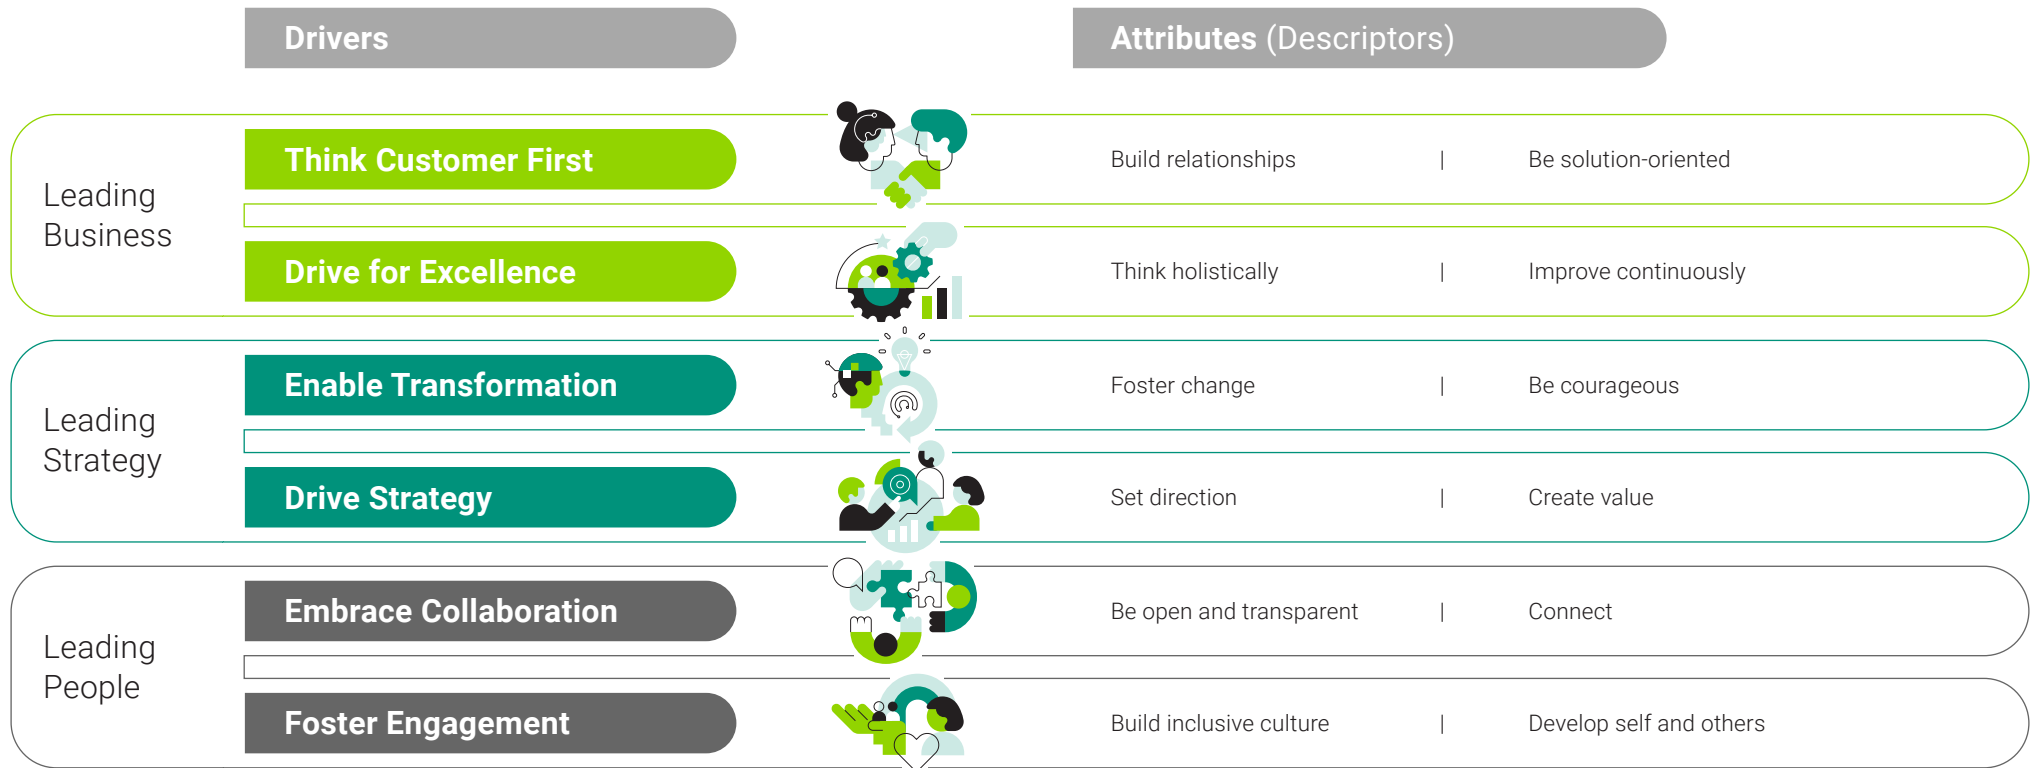 Drivers
Attributes (Descriptors)
Leading
Business
Think Customer First
Build relationships | Be solution-oriented
Drive for Excellence
Think holistically | Improve continuously
Leading
Strategy
Enable Transformation
Foster change | Be courageous
Drive Strategy
Set direction | Create value
Leading
People
Embrace Collaboration
Be open and transparent | Connect
Foster Engagement
Build inclusive culture | Develop self and others